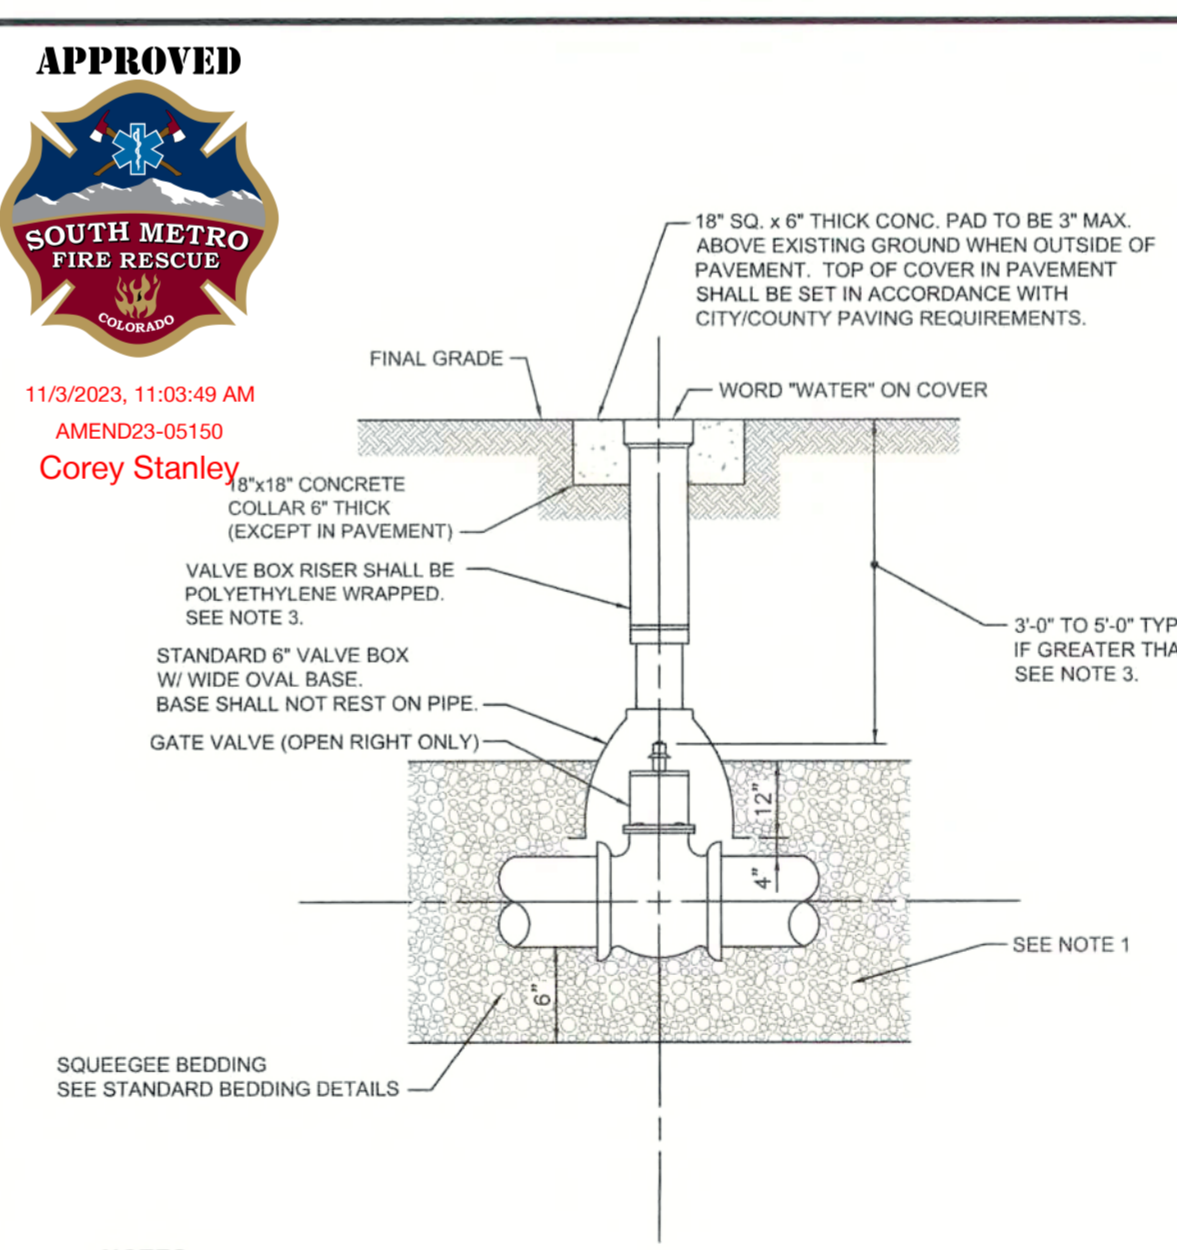 APPROVED
SOUTH METRO
FIRE RESCUE
COLORADO
11/3/2023, 11:03:49 AM
AMEND23-05150
Corey Stanley
18" SQ. x 6" THICK CONC. PAD TO BE 3" MAX.
ABOVE EXISTING GROUND WHEN OUTSIDE OF
PAVEMENT. TOP OF COVER IN PAVEMENT
SHALL BE SET IN ACCORDANCE WITH
CITY/COUNTY PAVING REQUIREMENTS.
FINAL GRADE
WORD "WATER" ON COVER
18"x18" CONCRETE
COLLAR 6" THICK
(EXCEPT IN PAVEMENT)
VALVE BOX RISER SHALL BE
POLYETHYLENE WRAPPED.
SEE NOTE 3.
3'-0" TO 5'-0" TYP
IF GREATER THA
SEE NOTE 3.
STANDARD 6" VALVE BOX
W/ WIDE OVAL BASE.
BASE SHALL NOT REST ON PIPE.
GATE VALVE (OPEN RIGHT ONLY)
12"
4"
6"
SEE NOTE 1
SQUEEGEE BEDDING
SEE STANDARD BEDDING DETAILS